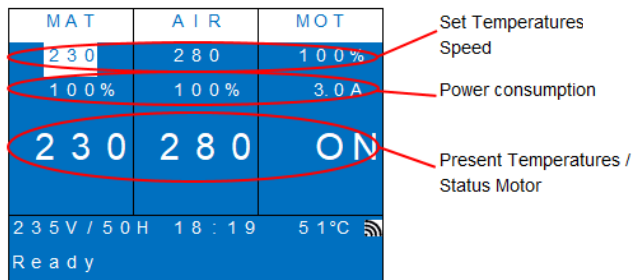 MAT AIR MOT
230 280 100%
100% 100% 3.0A
230 280 ON
235V/50H 18:19 51°C
Ready
Set Temperatures
Speed
Power consumption
Present Temperatures /
Status Motor